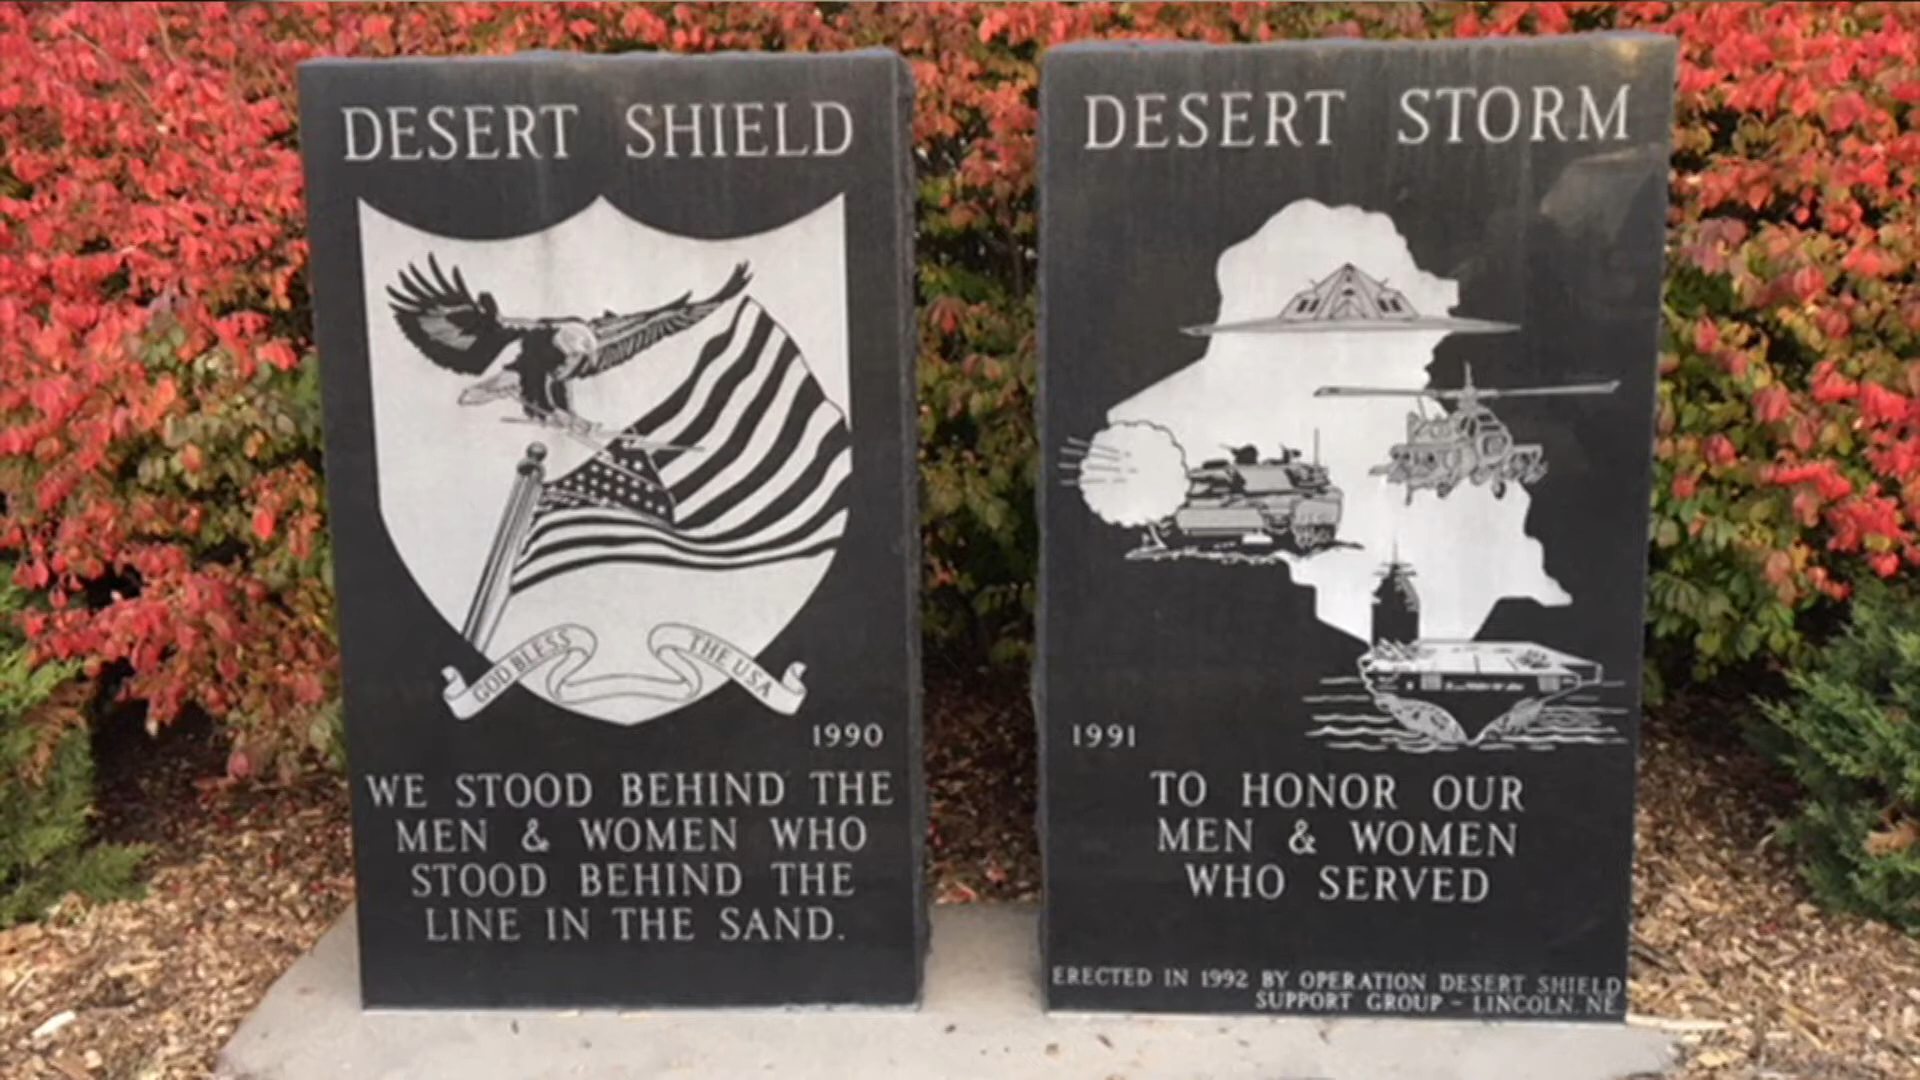 DESERT SHIELD
GOD BLESS THE USA
1990
WE STOOD BEHIND THE
MEN & WOMEN WHO
STOOD BEHIND THE
LINE IN THE SAND.
DESERT STORM
1991
TO HONOR OUR
MEN & WOMEN
WHO SERVED
ERECTED IN 1992 BY OPERATION DESERT SHIELD
SUPPORT GROUP - LINCOLN. NE